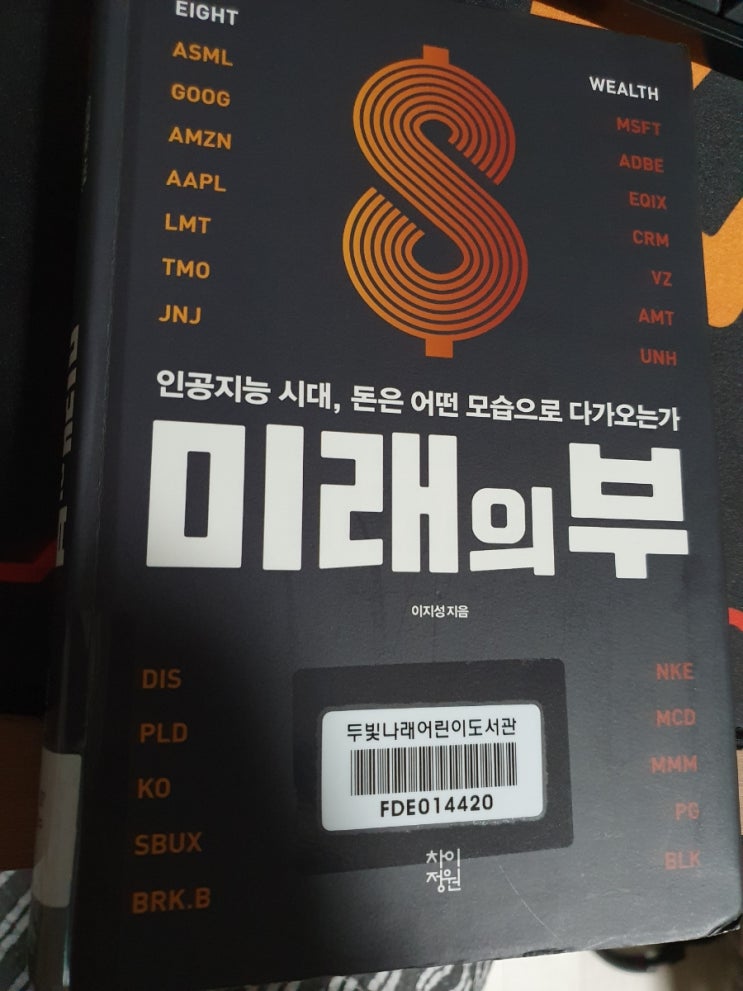 EIGHT
ASML
GOOG
AMZN
AAPL
LMT
TMO
JNJ
WEALTH
MSFT
ADBE
EQIX
CRM
VZ
AMT
UNH
인공지능 시대, 돈은 어떤 모습으로 다가오는가
미래의 부
이지성 지음
DIS
PLD
KO
SBUX
BRK.B
두빛나래어린이도서관
FDE014420
차이
정원
NKE
MCD
MMM
PG
BLK